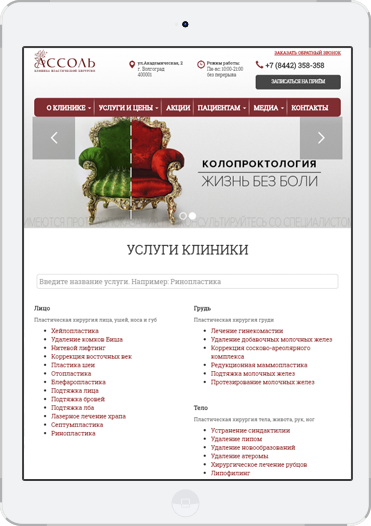 АССОЛЬ
КЛИНИКА ПЛАСТИЧЕСКОЙ ХИРУРГИИ
ул.Академическая, 2
г. Волгоград
400001
Режим работы:
Пн-вс: 10:00-21:00
без перерыва
ЗАКАЗАТЬ ОБРАТНЫЙ ЗВОНОК
+7 (8442) 358-358
ЗАПИСАТЬСЯ НА ПРИЁМ
О КЛИНИКЕ УСЛУГИ И ЦЕНЫ АКЦИИ ПАЦИЕНТАМ МЕДИА КОНТАКТЫ
КОЛОПРОКТОЛОГИЯ
ЖИЗНЬ БЕЗ БОЛИ
УСЛУГИ КЛИНИКИ
Введите название услуги. Например: Ринопластика
Лицо
Пластическая хирургия лица, ушей, носа и губ
Хейлопластика
Удаление комков Биша
Нитевой лифтинг
Коррекция восточных век
Пластика шеи
Отопластика
Блефаропластика
Подтяжка лица
Подтяжка бровей
Подтяжка лба
Лазерное лечение храпа
Септумпластика
Ринопластика
Грудь
Пластическая хирургия груди
Лечение гинекомастии
Удаление добавочных молочных желез
Коррекция сосково-ареолярного
комплекса
Редукционная маммопластика
Подтяжка молочных желез
Протезирование молочных желез
Тело
Пластическая хирургия тела, живота, рук, ног
Устранение синдактилии
Удаление липом
Удаление новообразований
Удаление атеромы
Хирургическое лечение рубцов
Липофилинг